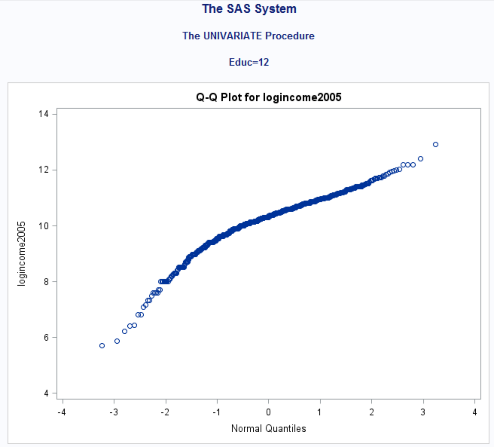 The SAS System
The UNIVARIATE Procedure
Educ=12
Q-Q Plot for logincome2005
14
12
10
8
6
4
logincome2005
-4 -3 -2 -1 0 1 2 3 4
Normal Quantiles